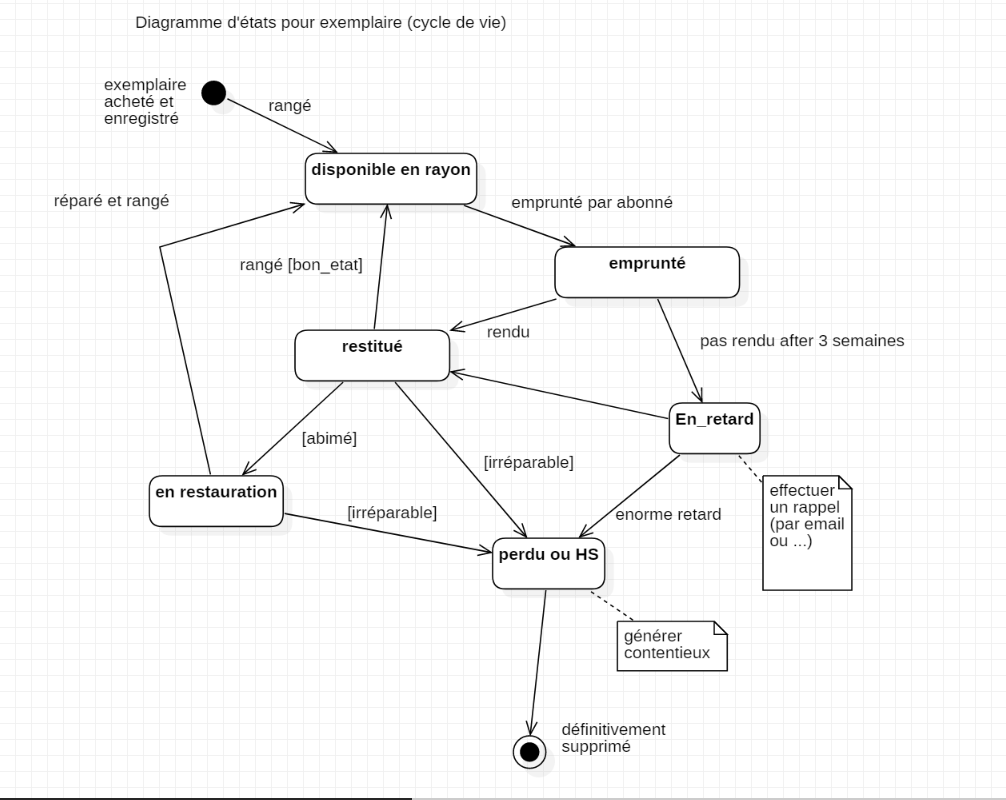 Diagramme d'états pour exemplaire (cycle de vie)
exemplaire
acheté et
enregistré
rangé
disponible en rayon
réparé et rangé
emprunté par abonné
rangé [bon_etat]
emprunté
rendu
restitué
pas rendu after 3 semaines
En_retard
[abimé]
[irréparable]
en restauration
[irréparable]
enorme retard
effectuer
un rappel
(par email
ou ...)
perdu ou HS
générer
contentieux
définitivement
supprimé